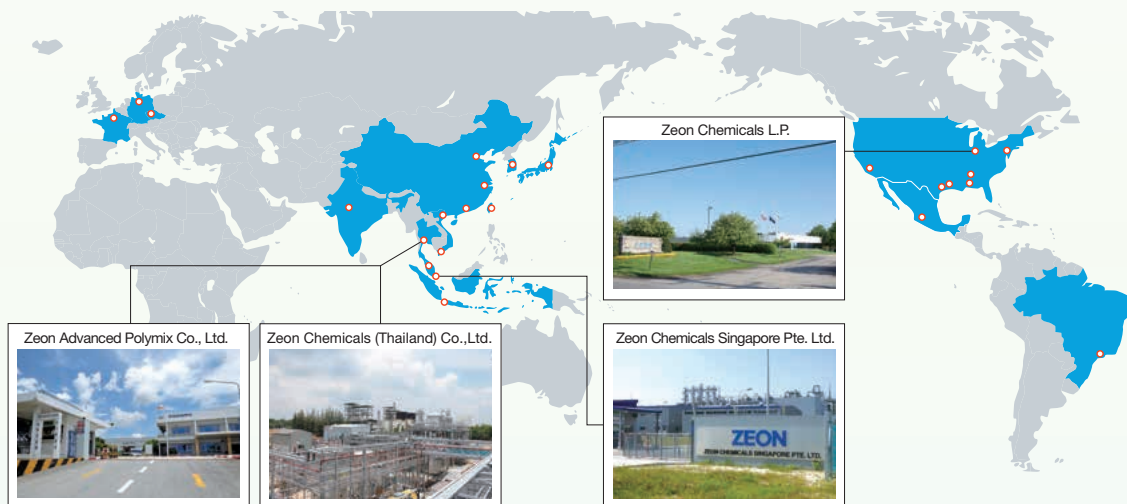 Zeon Chemicals L.P.
Zeon Advanced Polymix Co., Ltd.
Zeon Chemicals (Thailand) Co.,Ltd.
Zeon Chemicals Singapore Pte. Ltd.
ZEON
ZEON CHEMICALS SINGAPORE PTE. LTD.